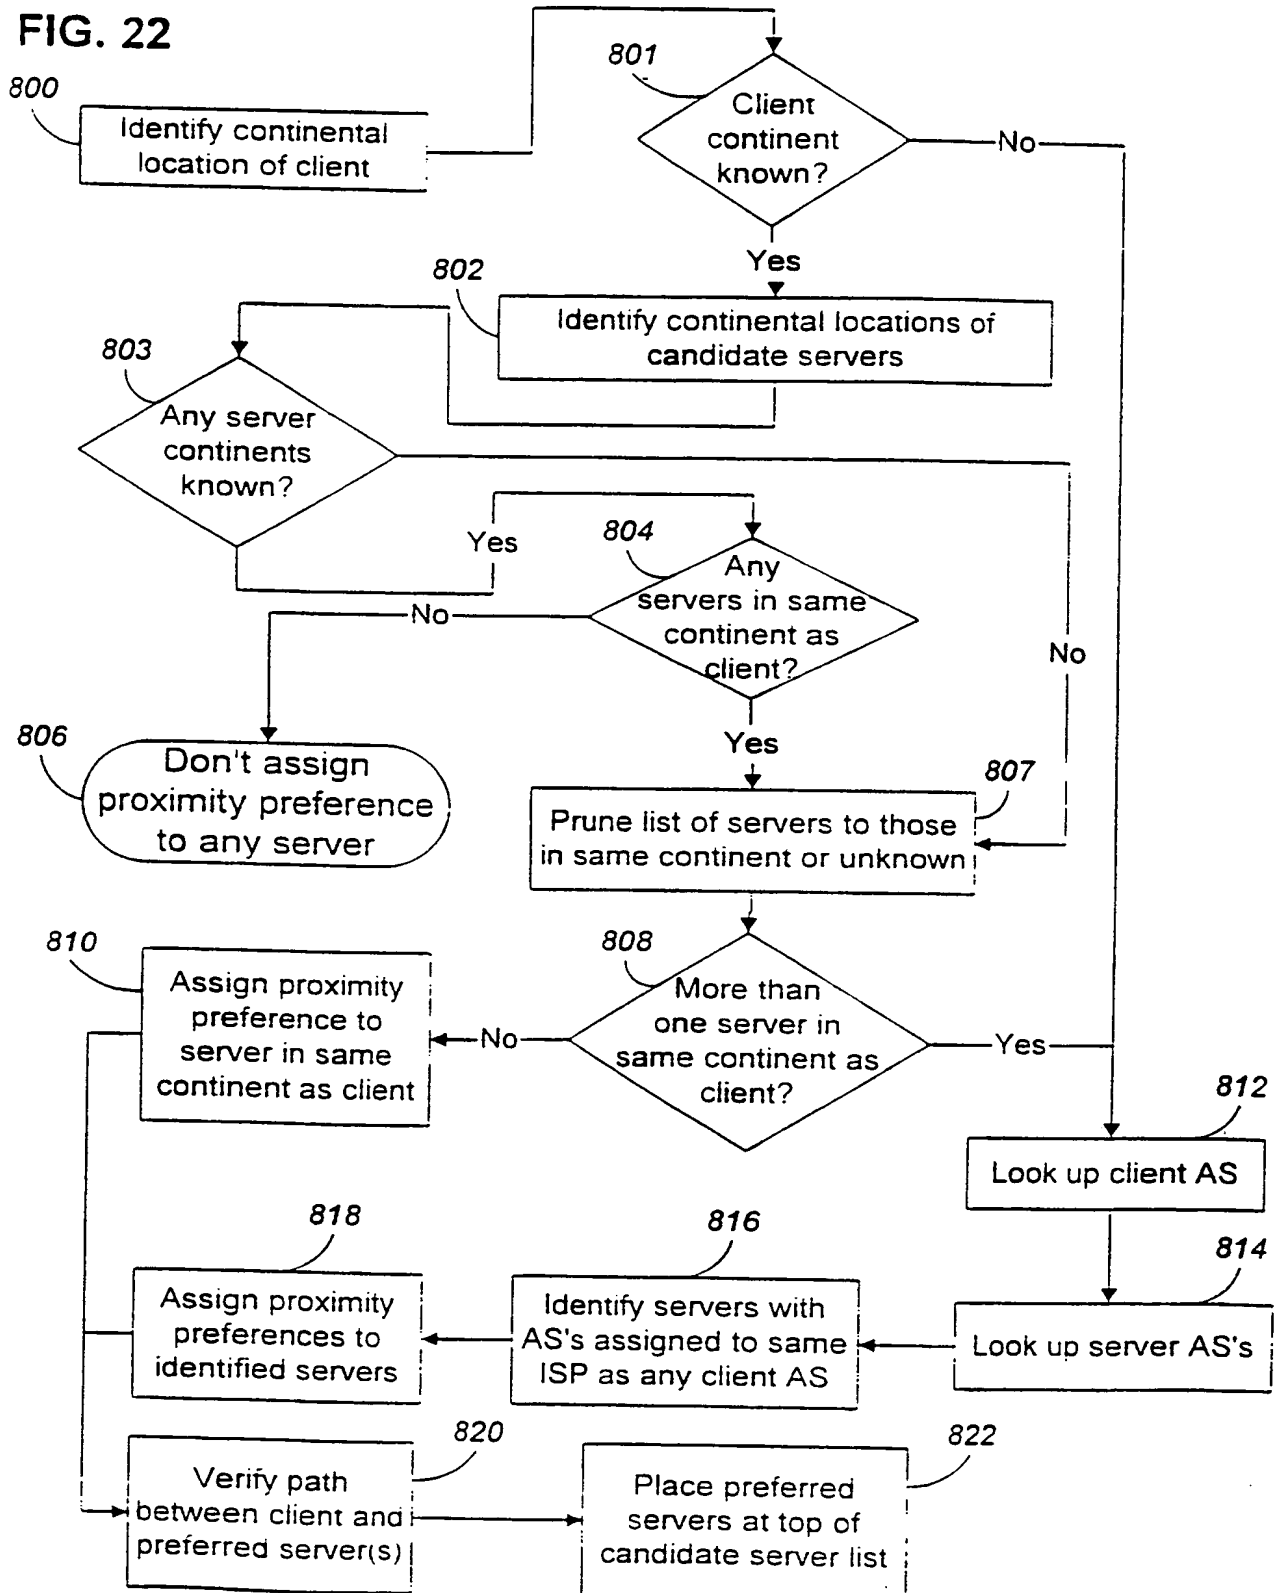 FIG. 22
800
Identify continental
location of client
801
Client
continent
known?
No
Yes
802
Identify continental locations of
candidate servers
803
Any server
continents
known?
Yes
804
Any
servers in same
continent as
client?
No
No
Yes
806
Don't assign
proximity preference
to any server
807
Prune list of servers to those
in same continent or unknown
808
More than
one server in
same continent as
client?
No
Yes
810
Assign proximity
preference to
server in same
continent as client
812
Look up client AS
814
Look up server AS's
816
Identify servers with
AS's assigned to same
ISP as any client AS
818
Assign proximity
preferences to
identified servers
820
Verify path
between client and
preferred server(s)
822
Place preferred
servers at top of
candidate server list